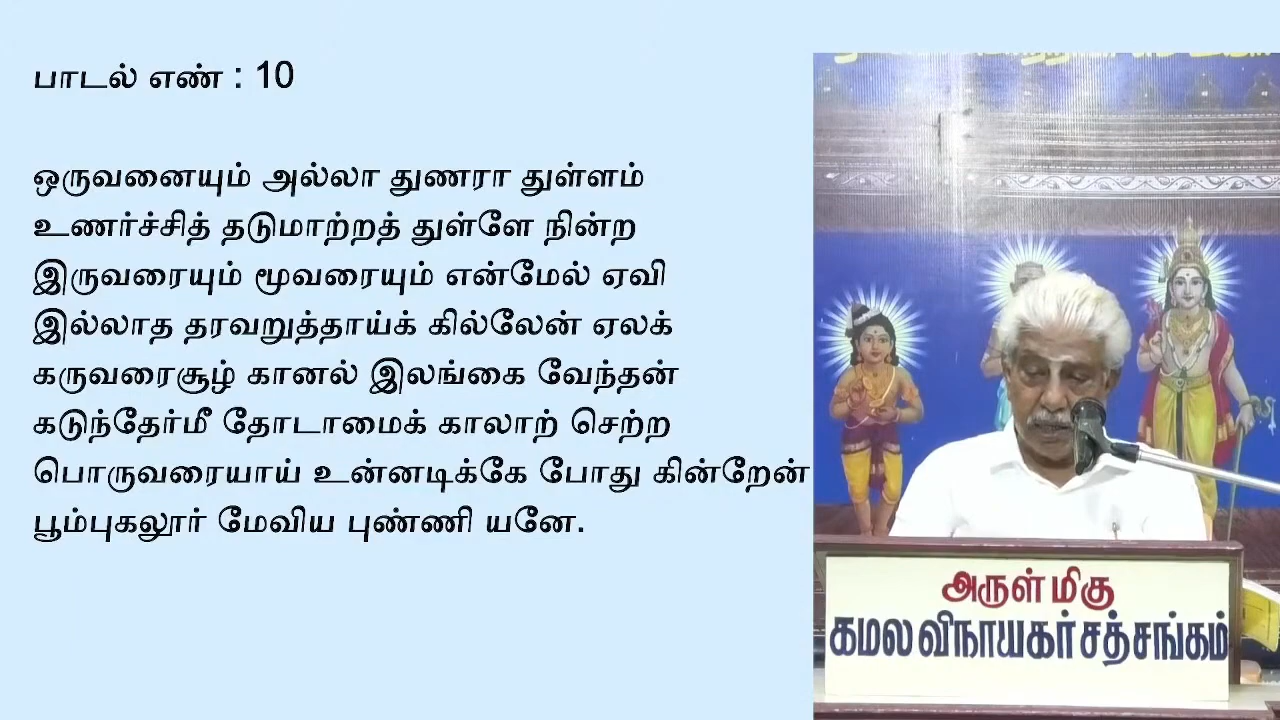 பாடல் எண் : 10
ஒருவனையும் அல்லா துணரா துள்ளம்
உணர்ச்சித் தடுமாற்றத் துள்ளே நின்ற
இருவரையும் மூவரையும் என்மேல் ஏவி
இல்லாத தரவறுத்தாய்க் கில்லேன் ஏலக்
கருவரைசூழ் கானல் இலங்கை வேந்தன்
கடுந்தேர்மீ தோடாமைக் காலாற் செற்ற
பொருவரையாய் உன்னடிக்கே போது கின்றேன்
பூம்புகலூர் மேவிய புண்ணி யனே.
அருள் மிகு
கமல விநாயகர் சத்சங்கம்